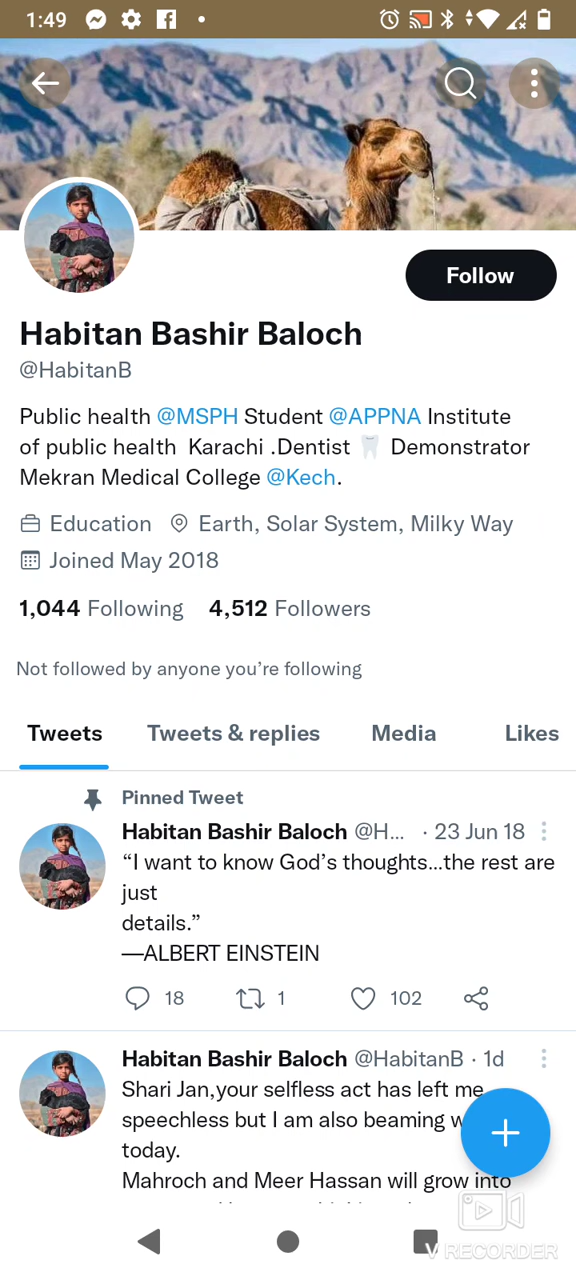 1:49
Follow
Habitan Bashir Baloch
@HabitanB
Public health @MSPH Student @APPNA Institute
of public health Karachi .Dentist 🦷 Demonstrator
Mekran Medical College @Kech.
Education Earth, Solar System, Milky Way
Joined May 2018
1,044 Following 4,512 Followers
Not followed by anyone you're following
Tweets Tweets & replies Media Likes
Pinned Tweet
Habitan Bashir Baloch @H... · 23 Jun 18
“I want to know God's thoughts...the rest are
just
details.”
—ALBERT EINSTEIN
18 1 102
Habitan Bashir Baloch @HabitanB · 1d
Shari Jan,your selfless act has left me
speechless but I am also beaming
today.
Mahroch and Meer Hassan will grow into
V RECORDER